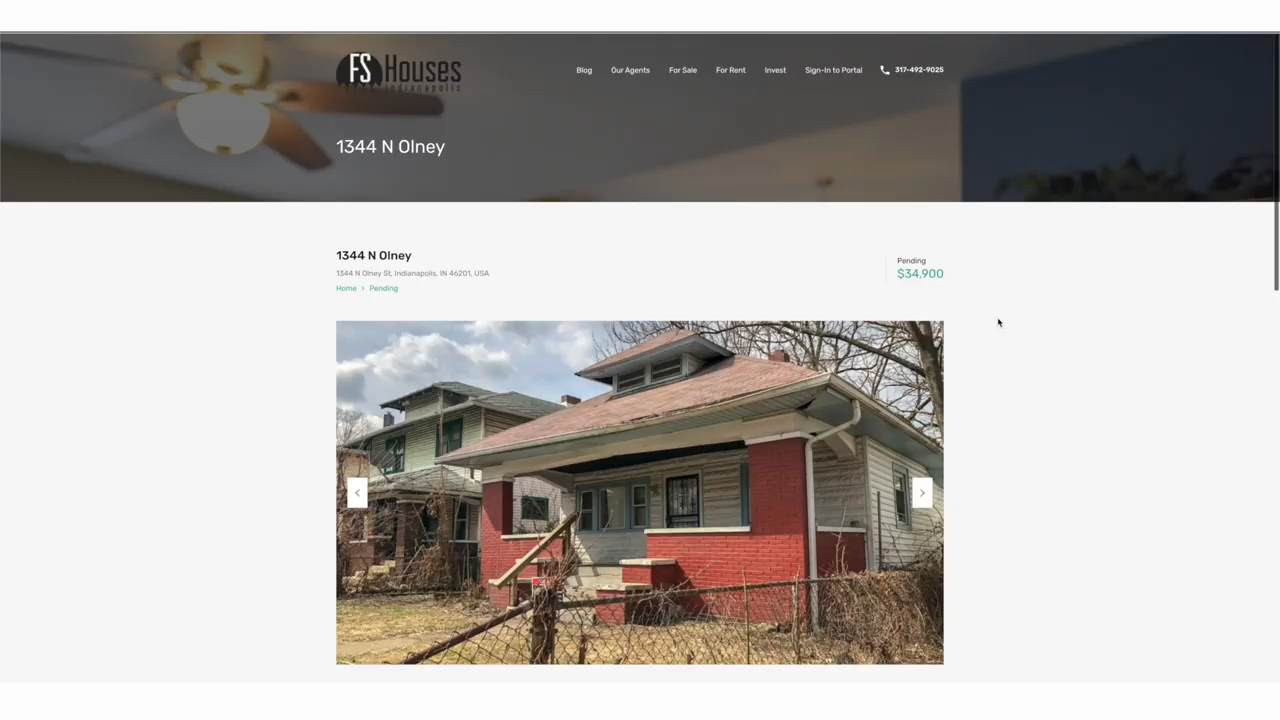 FS Houses
Indianapolis
Blog
Our Agents
For Sale
For Rent
Invest
Sign-In to Portal
317-492-9025
1344 N Olney
1344 N Olney
1344 N Olney St, Indianapolis, IN 46201, USA
Home > Pending
Pending
$34,900